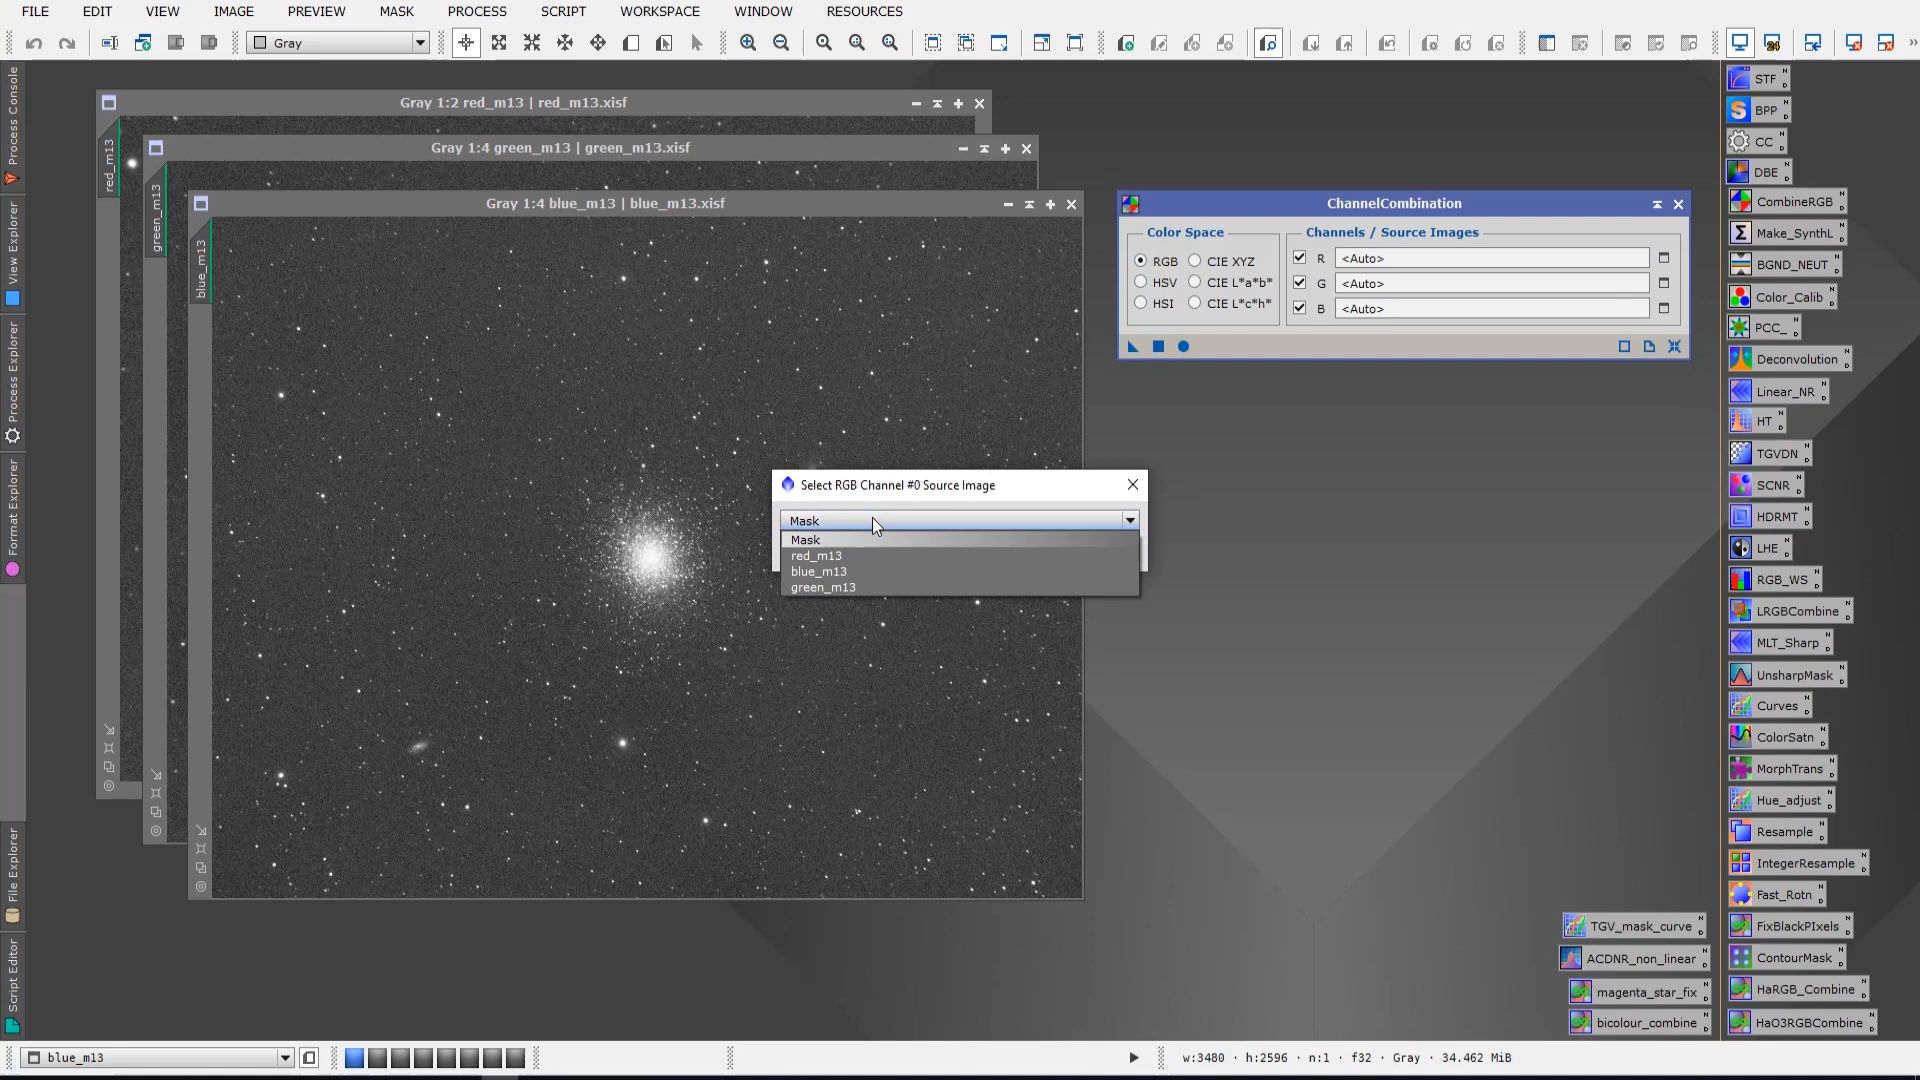 FILE EDIT VIEW IMAGE PREVIEW MASK PROCESS SCRIPT WORKSPACE WINDOW RESOURCES
Gray
Process Console
View Explorer
Process Explorer
Format Explorer
File Explorer
Script Editor
Gray 1:2 red_m13 | red_m13.xisf
red_m13
Gray 1:4 green_m13 | green_m13.xisf
green_m13
Gray 1:4 blue_m13 | blue_m13.xisf
blue_m13
ChannelCombination
Color Space
RGB CIE XYZ
HSV CIE L*a*b*
HSI CIE L*c*h*
Channels / Source Images
R <Auto>
G <Auto>
B <Auto>
Select RGB Channel #0 Source Image
Mask
Mask
red_m13
blue_m13
green_m13
STF
BPP
CC
DBE
CombineRGB
Make_SynthL
BGND_NEUT
Color_Calib
PCC_
Deconvolution
Linear_NR
HT
TGVDN
SCNR
HDRMT
LHE
RGB_WS
LRGBCombine
MLT_Sharp
UnsharpMask
Curves
ColorSatn
MorphTrans
Hue_adjust
Resample
IntegerResample
Fast_Rotn
FixBlackPIxels
ContourMask
HaRGB_Combine
HaO3RGBCombine
TGV_mask_curve
ACDNR_non_linear
magenta_star_fix
bicolour_combine
blue_m13
w:3480 · h:2596 · n:1 · f32 · Gray · 34.462 MiB